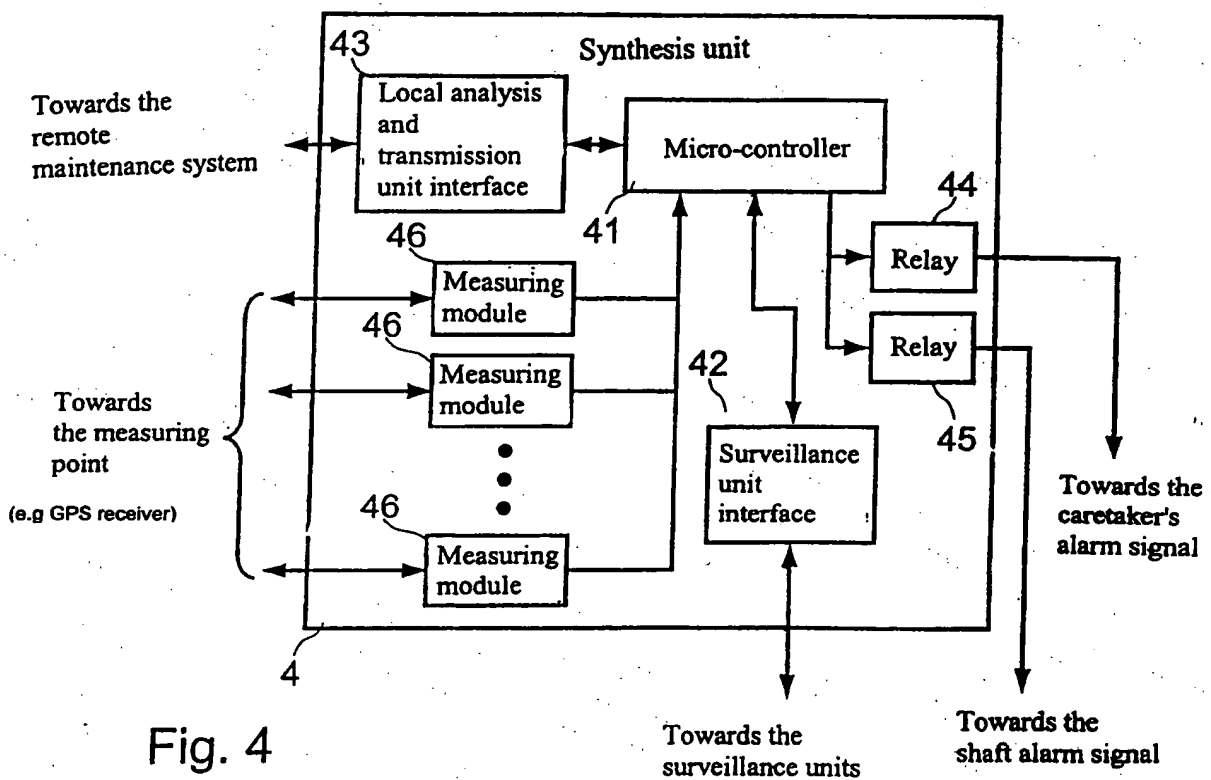 Synthesis unit
43
Local analysis
and
transmission
unit interface
Towards the
remote
maintenance system
Micro-controller
41
44
Relay
46
Measuring
module
46
Measuring
module
Relay
45
42
Surveillance
unit
interface
Towards
the measuring
point
(e.g GPS receiver)
46
Measuring
module
Towards the
caretaker's
alarm signal
4
Towards the
surveillance units
Towards the
shaft alarm signal
Fig. 4